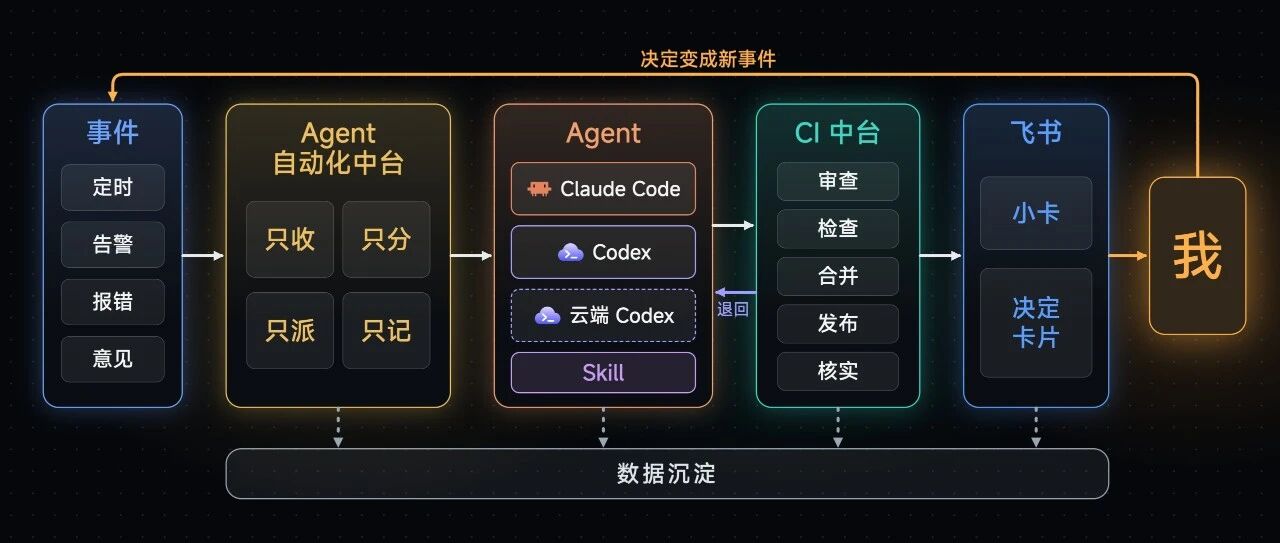 决定变成新事件
事件
定时
告警
报错
意见
Agent
自动化中台
只收
只分
只派
只记
Agent
Claude Code
Codex
云端 Codex
Skill
退回
CI 中台
审查
检查
合并
发布
核实
飞书
小卡
决定
卡片
我
数据沉淀